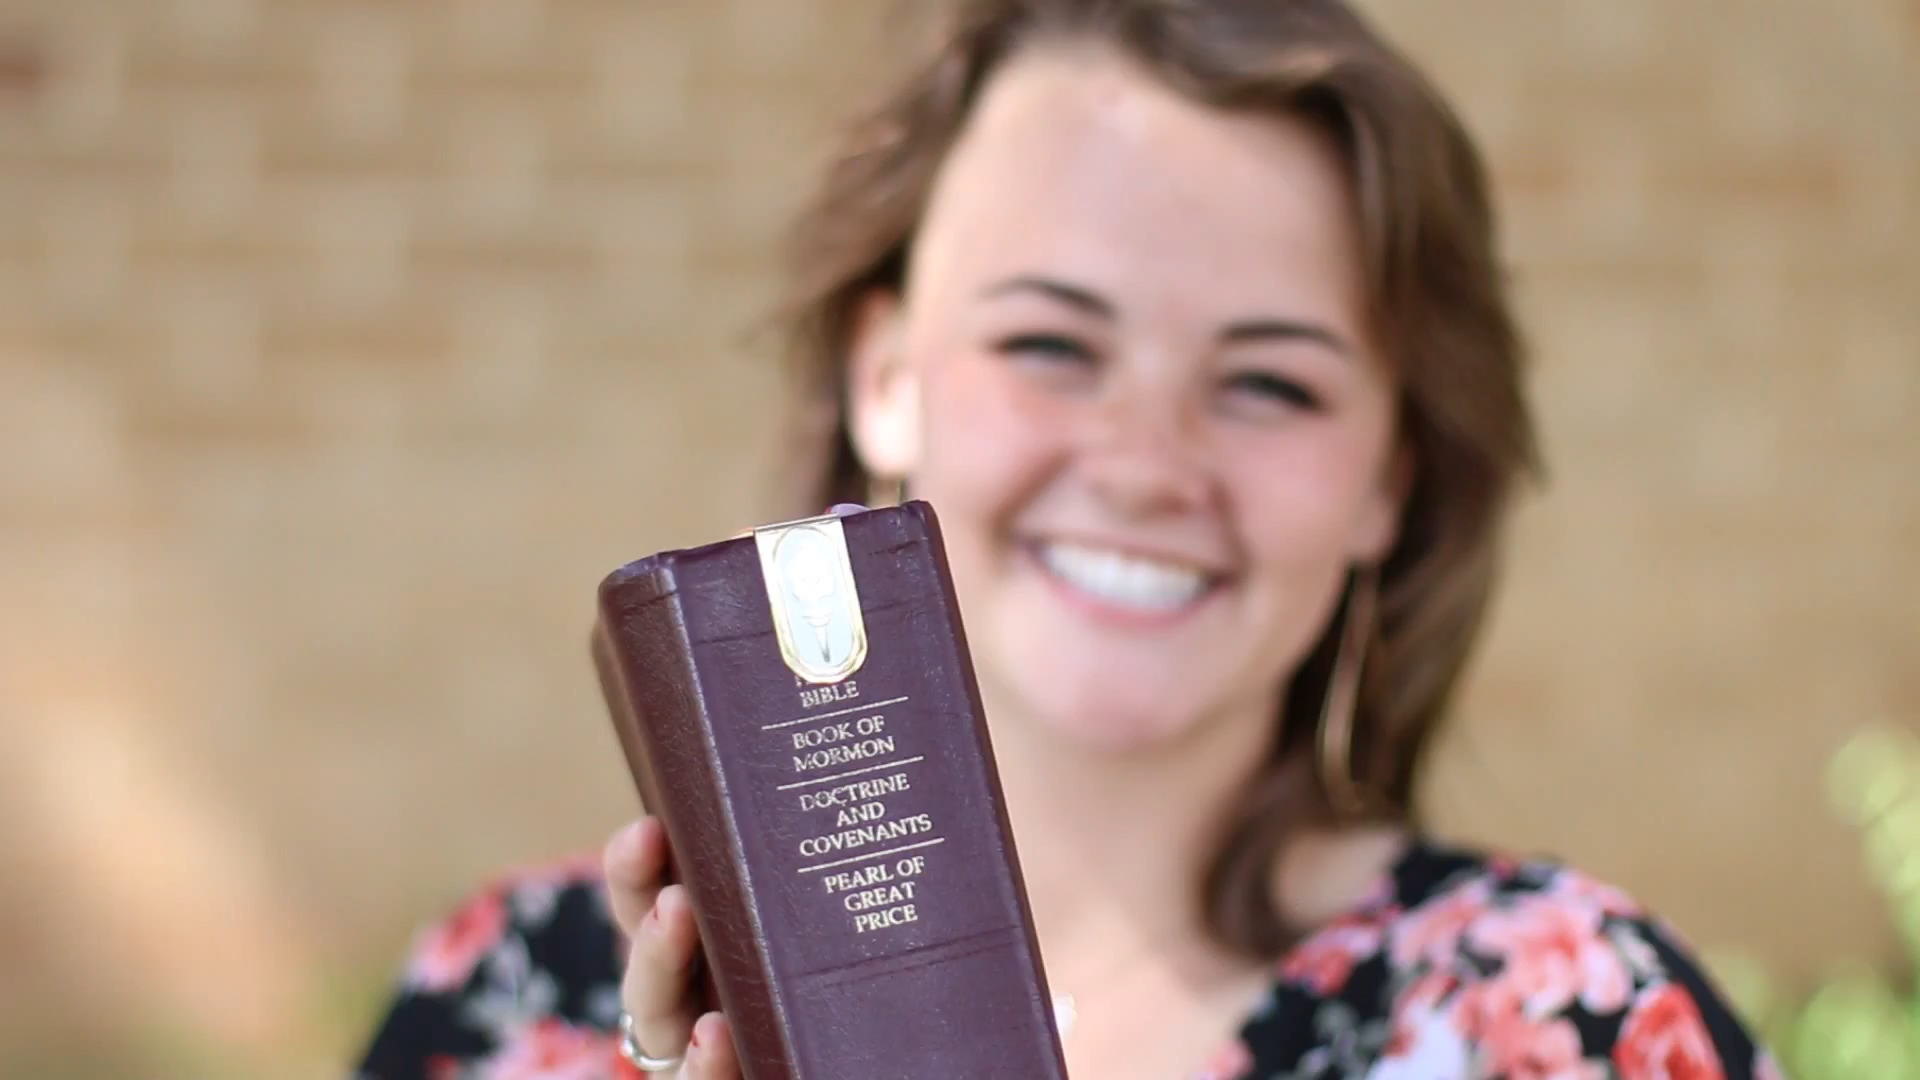 BIBLE
BOOK OF
MORMON
DOCTRINE
AND
COVENANTS
PEARL OF
GREAT
PRICE